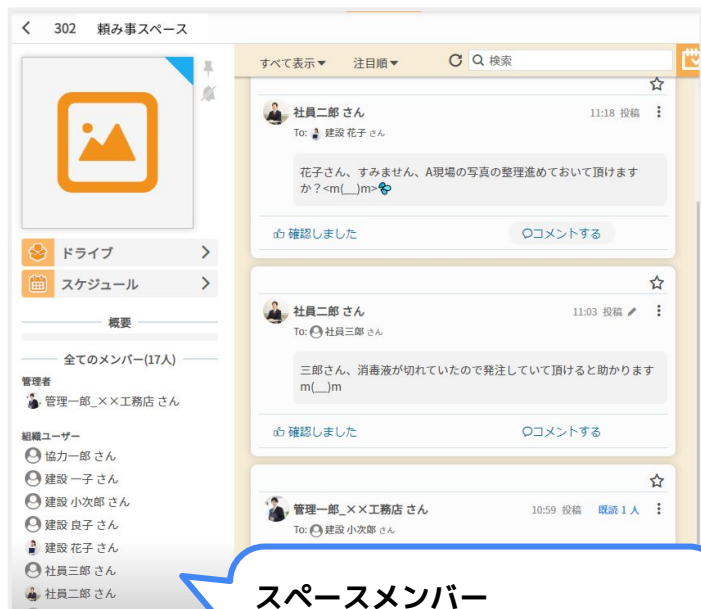 302 頼み事スペース
すべて表示▼ 注目順▼ 検索
社員二郎 さん 11:18 投稿
To: 建設 花子 さん
花子さん、すみません、A現場の写真の整理進めておいて頂けます
か？<m(__)m>
確認しました コメントする
社員二郎 さん 11:03 投稿
To: 社員三郎 さん
三郎さん、消毒液が切れていたので発注していて頂けると助かります
m(__)m
確認しました コメントする
管理一郎_××工務店 さん 10:59 投稿 既読 1 人
To: 建設 小次郎 さん
ドライブ
スケジュール
概要
全てのメンバー(17人)
管理者
管理一郎_××工務店 さん
組織ユーザー
協力一郎 さん
建設 一子 さん
建設 小次郎 さん
建設 良子 さん
建設 花子 さん
社員三郎 さん
社員二郎 さん
スペースメンバー